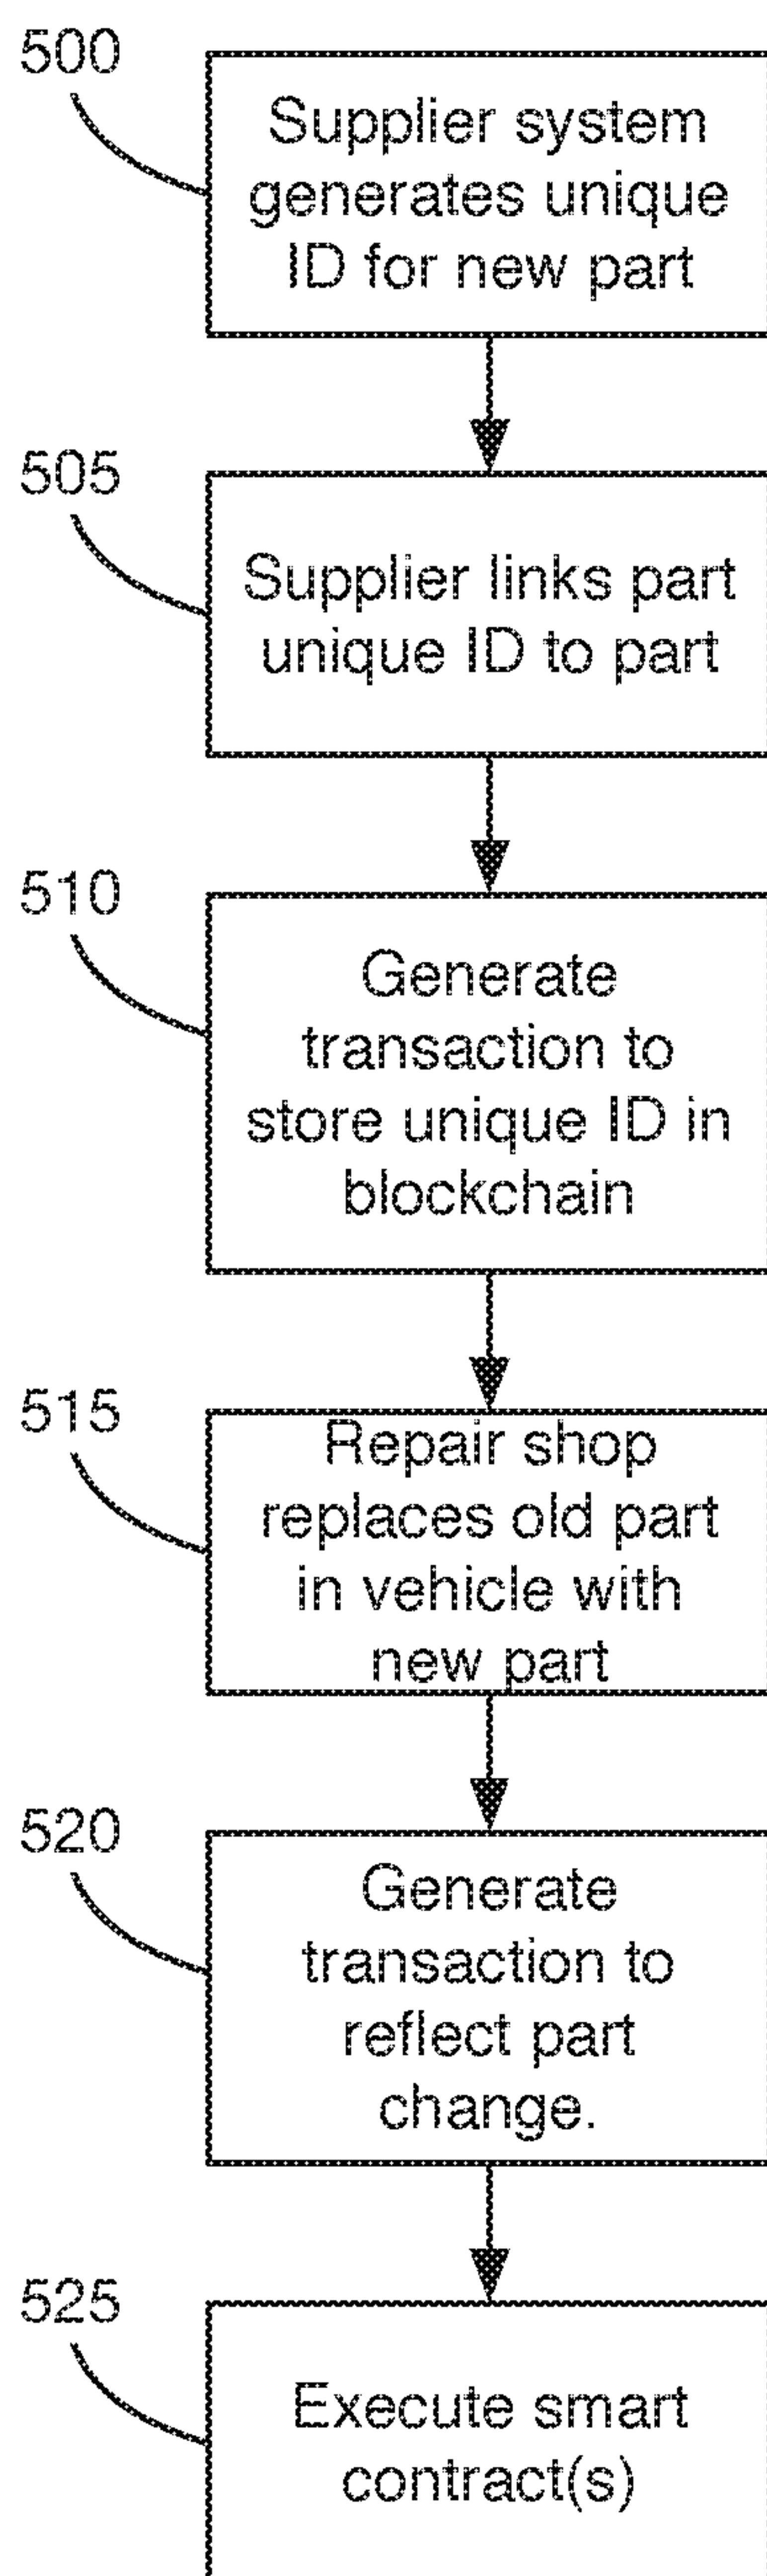 500
Supplier system
generates unique
ID for new part
505
Supplier links part
unique ID to part
510
Generate
transaction to
store unique ID in
blockchain
515
Repair shop
replaces old part
in vehicle with
new part
520
Generate
transaction to
reflect part
change.
525
Execute smart
contract(s)